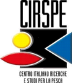 CIRSPE
CENTRO ITALIANO RICERCHE
E STUDI PER LA PESCA